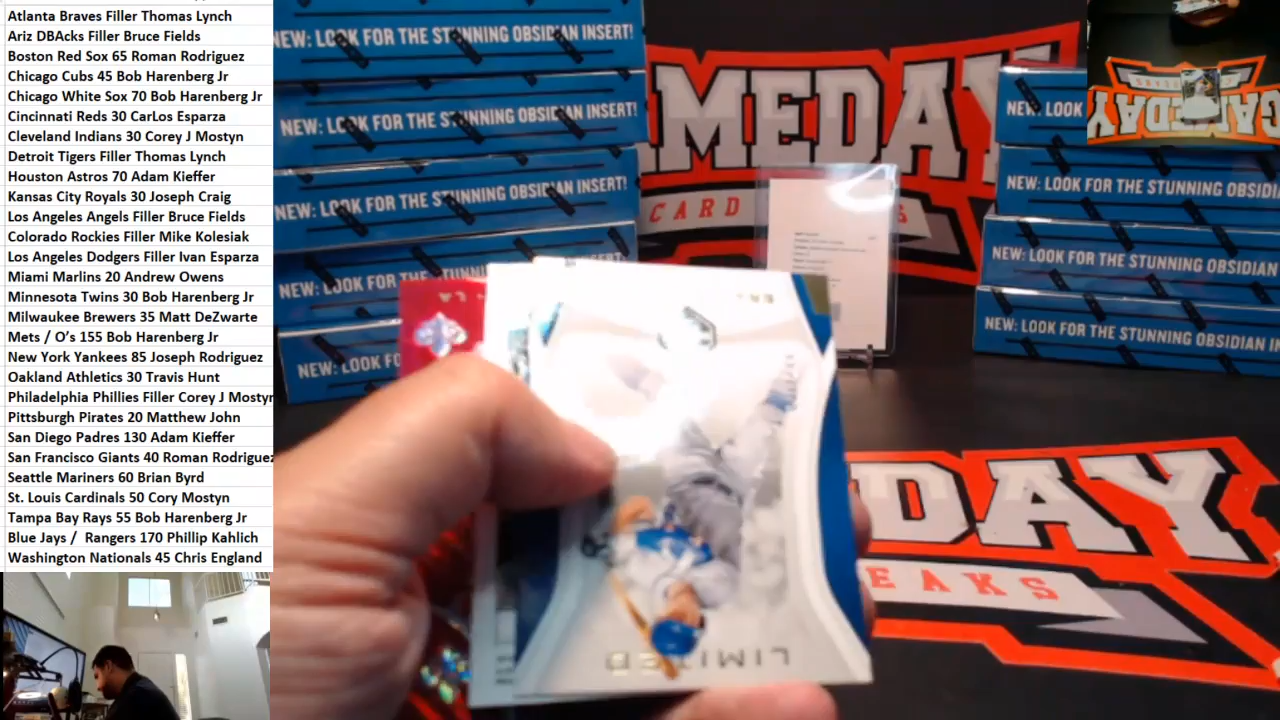 Atlanta Braves Filler Thomas Lynch
Ariz DBAcks Filler Bruce Fields
Boston Red Sox 65 Roman Rodriguez
Chicago Cubs 45 Bob Harenberg Jr
Chicago White Sox 70 Bob Harenberg Jr
Cincinnati Reds 30 CarLos Esparza
Cleveland Indians 30 Corey J Mostyn
Detroit Tigers Filler Thomas Lynch
Houston Astros 70 Adam Kieffer
Kansas City Royals 30 Joseph Craig
Los Angeles Angels Filler Bruce Fields
Colorado Rockies Filler Mike Kolesiak
Los Angeles Dodgers Filler Ivan Esparza
Miami Marlins 20 Andrew Owens
Minnesota Twins 30 Bob Harenberg Jr
Milwaukee Brewers 35 Matt DeZwarte
Mets / O's 155 Bob Harenberg Jr
New York Yankees 85 Joseph Rodriguez
Oakland Athletics 30 Travis Hunt
Philadelphia Phillies Filler Corey J Mostyn
Pittsburgh Pirates 20 Matthew John
San Diego Padres 130 Adam Kieffer
San Francisco Giants 40 Roman Rodriguez
Seattle Mariners 60 Brian Byrd
St. Louis Cardinals 50 Cory Mostyn
Tampa Bay Rays 55 Bob Harenberg Jr
Blue Jays / Rangers 170 Phillip Kahlich
Washington Nationals 45 Chris England
NEW: LOOK FOR THE STUNNING OBSIDIAN INSERT!
NEW: LOOK FOR THE STUNNING OBSIDIAN INSERT!
NEW: LOOK FOR THE STUNNING OBSIDIAN INSERT!
NEW: LOOK FOR THE STUNNING
NEW: LOOK FO
AMEDAY
CARD
NEW: LOOK
NEW: LOOK FOR THE STUNNING OBSIDI
NEW: LOOK FOR THE STUNNING OBSIDIA
NEW: LOOK FOR THE STUNNING OBSIDIAN IN
GAMEDAY
LIMITED
DAY
EAKS